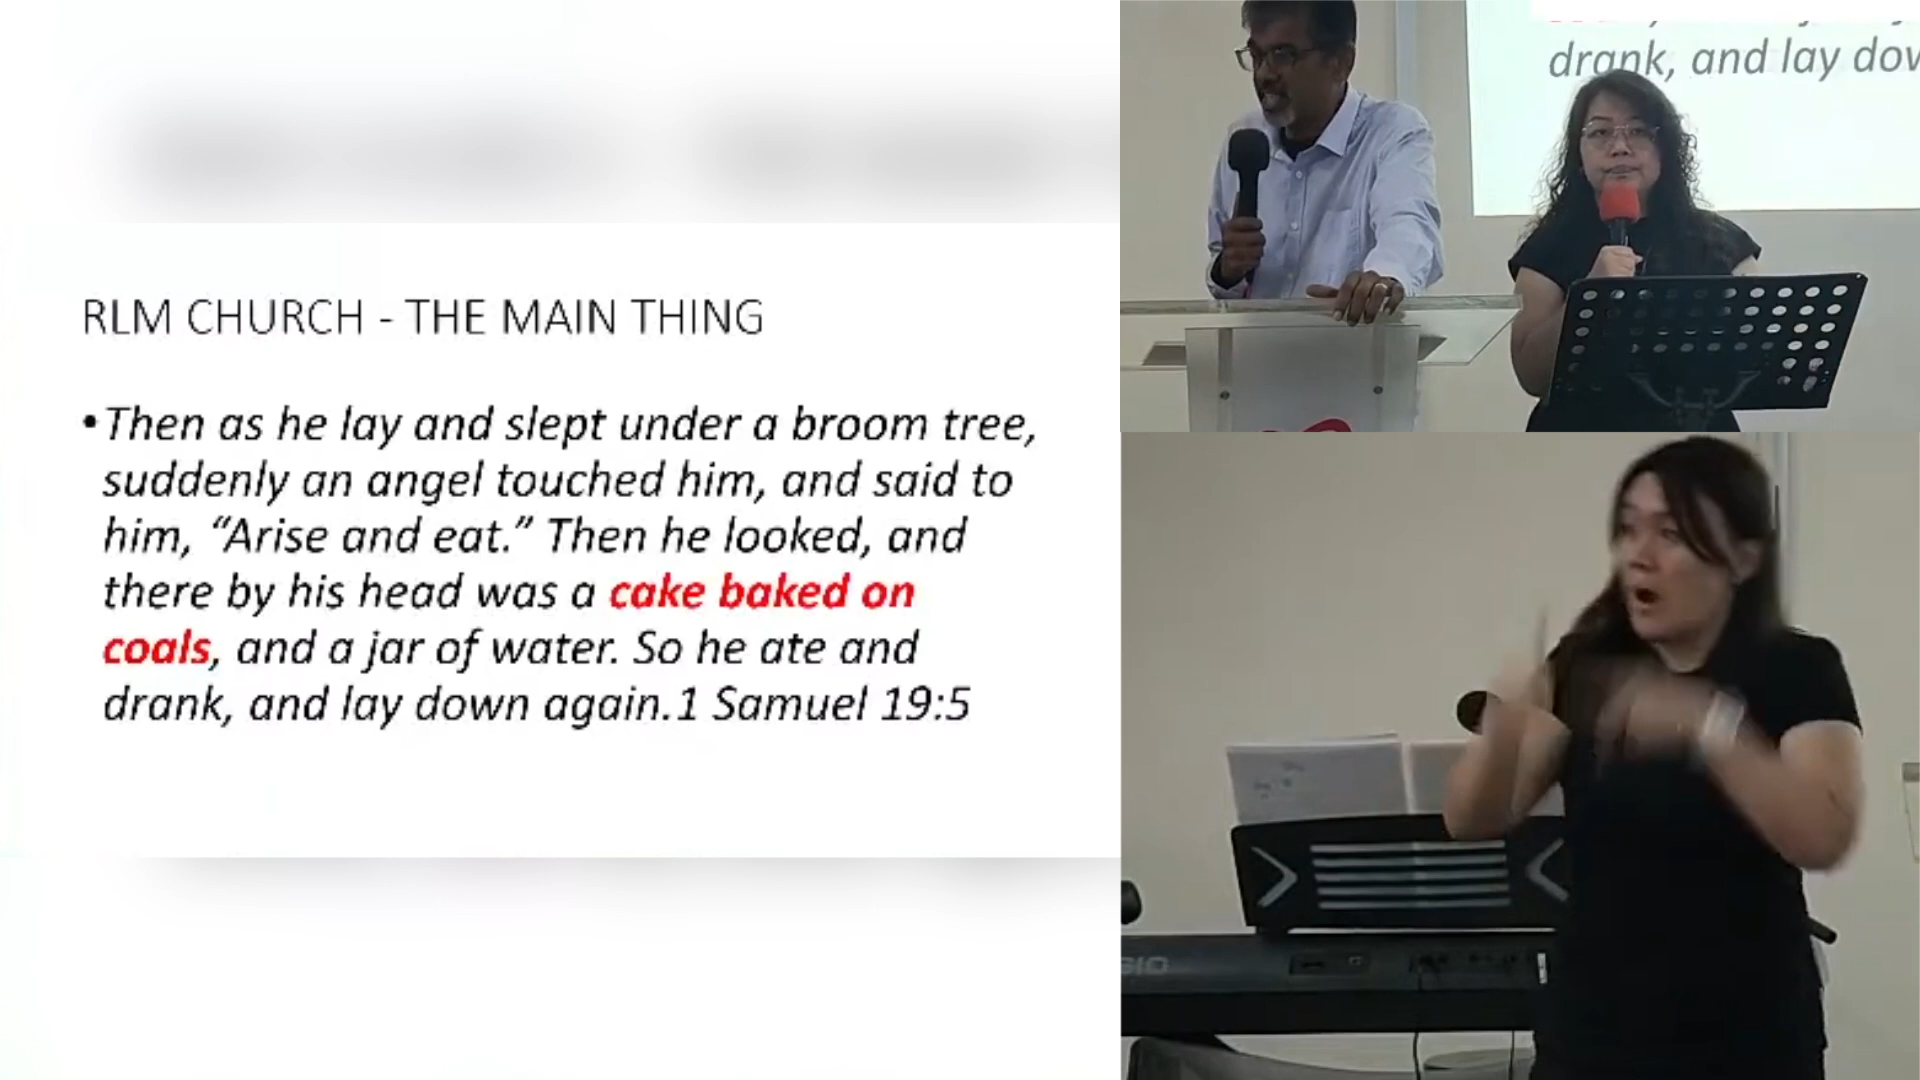 RLM CHURCH - THE MAIN THING
•Then as he lay and slept under a broom tree,
suddenly an angel touched him, and said to
him, “Arise and eat.” Then he looked, and
there by his head was a cake baked on
coals, and a jar of water. So he ate and
drank, and lay down again.1 Samuel 19:5
drank, and lay dow